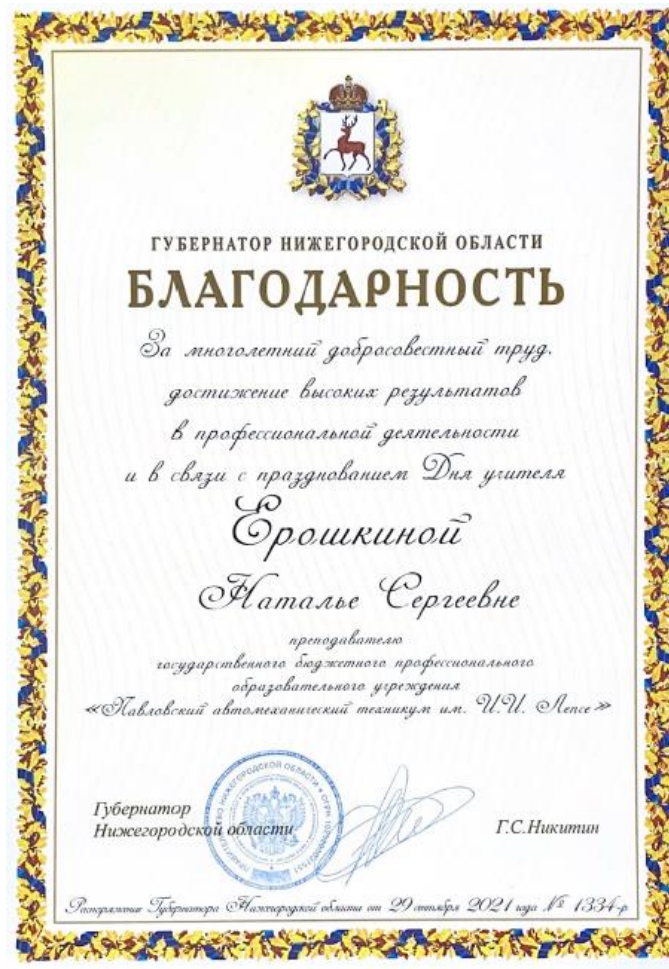 ГУБЕРНАТОР НИЖЕГОРОДСКОЙ ОБЛАСТИ
БЛАГОДАРНОСТЬ
За многолетний добросовестный труд,
достижение высоких результатов
в профессиональной деятельности
и в связи с празднованием Дня учителя
Ерошкиной
Наталье Сергеевне
преподавателю
государственного бюджетного профессионального
образовательного учреждения
«Павловский автомеханический техникум им. И.И. Лепсе»
Губернатор
Нижегородской области
Г.С.Никитин
Распоряжение Губернатора Нижегородской области от 29 сентября 2021 года № 1334-р